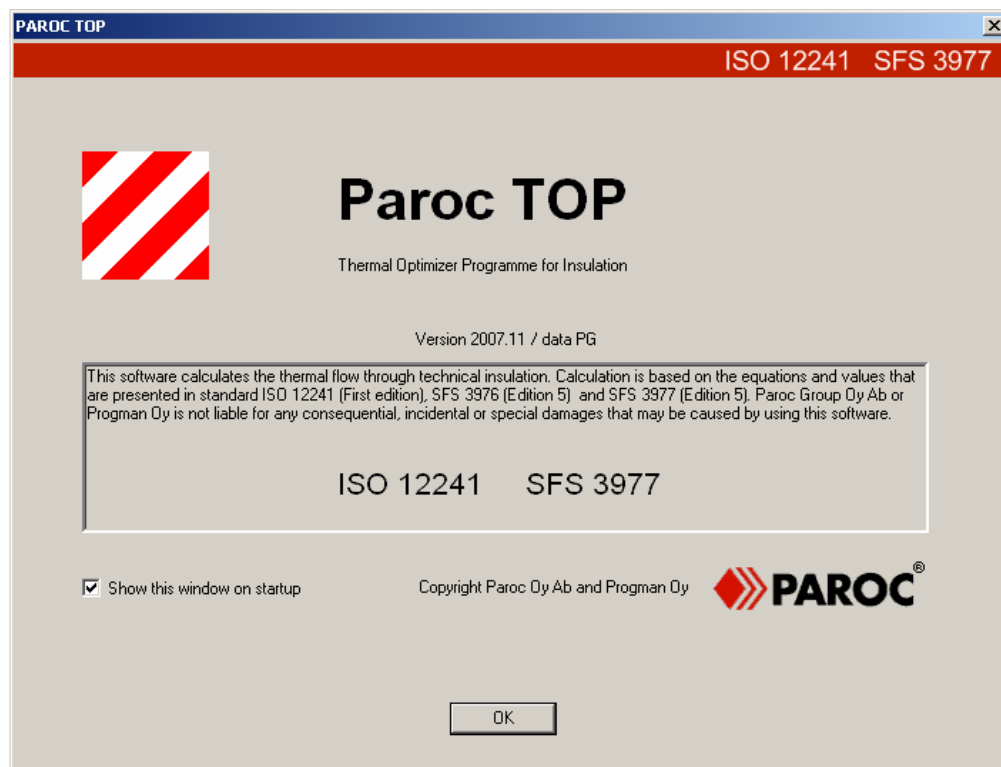 PAROC TOP
ISO 12241 SFS 3977
Paroc TOP
Thermal Optimizer Programme for Insulation
Version 2007.11 / data PG
This software calculates the thermal flow through technical insulation. Calculation is based on the equations and values that
are presented in standard ISO 12241 (First edition), SFS 3976 (Edition 5) and SFS 3977 (Edition 5). Paroc Group Oy Ab or
Progman Oy is not liable for any consequential, incidental or special damages that may be caused by using this software.
ISO 12241 SFS 3977
Show this window on startup
Copyright Paroc Oy Ab and Progman Oy
PAROC®
OK